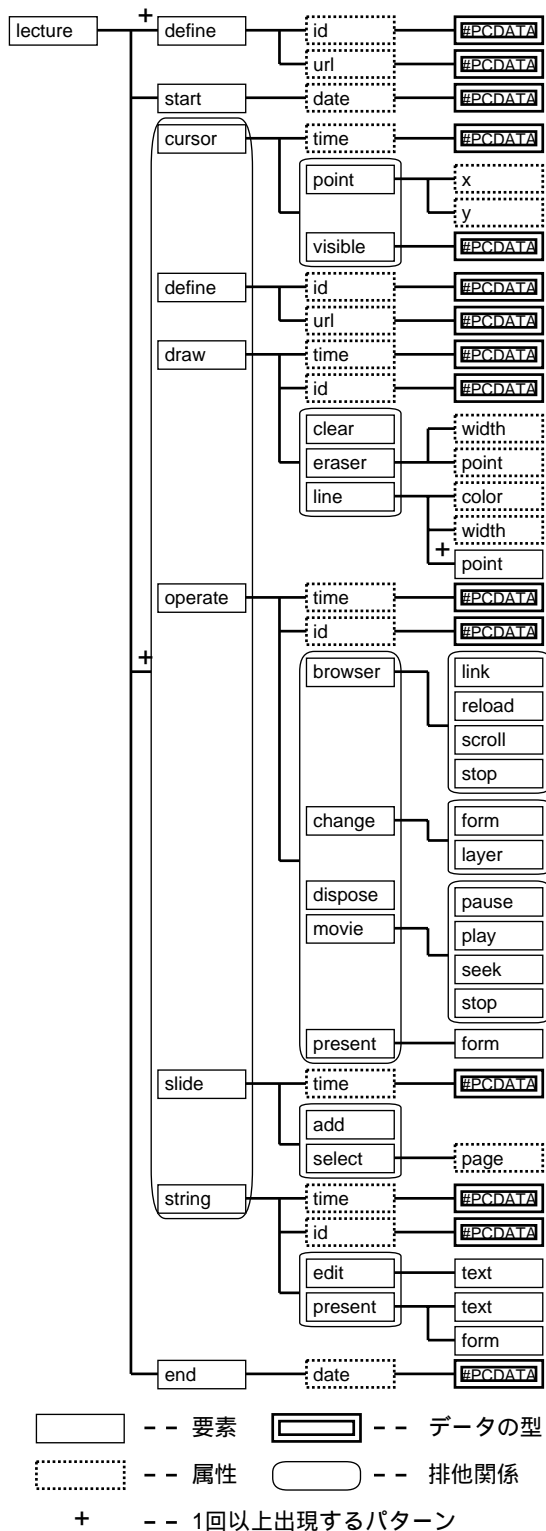 lecture + define id #PCDATA
url #PCDATA
start date #PCDATA
cursor time #PCDATA
point x
y
visible #PCDATA
define id #PCDATA
url #PCDATA
draw time #PCDATA
id #PCDATA
clear width
eraser point
line color
width
+ point
operate time #PCDATA
id #PCDATA
+ browser link
reload
scroll
stop
change form
layer
dispose pause
movie play
seek
stop
present form
slide time #PCDATA
add
select page
string time #PCDATA
id #PCDATA
edit text
present text
form
end date #PCDATA
-- 要素 -- データの型
-- 属性 -- 排他関係
+ -- 1回以上出現するパターン